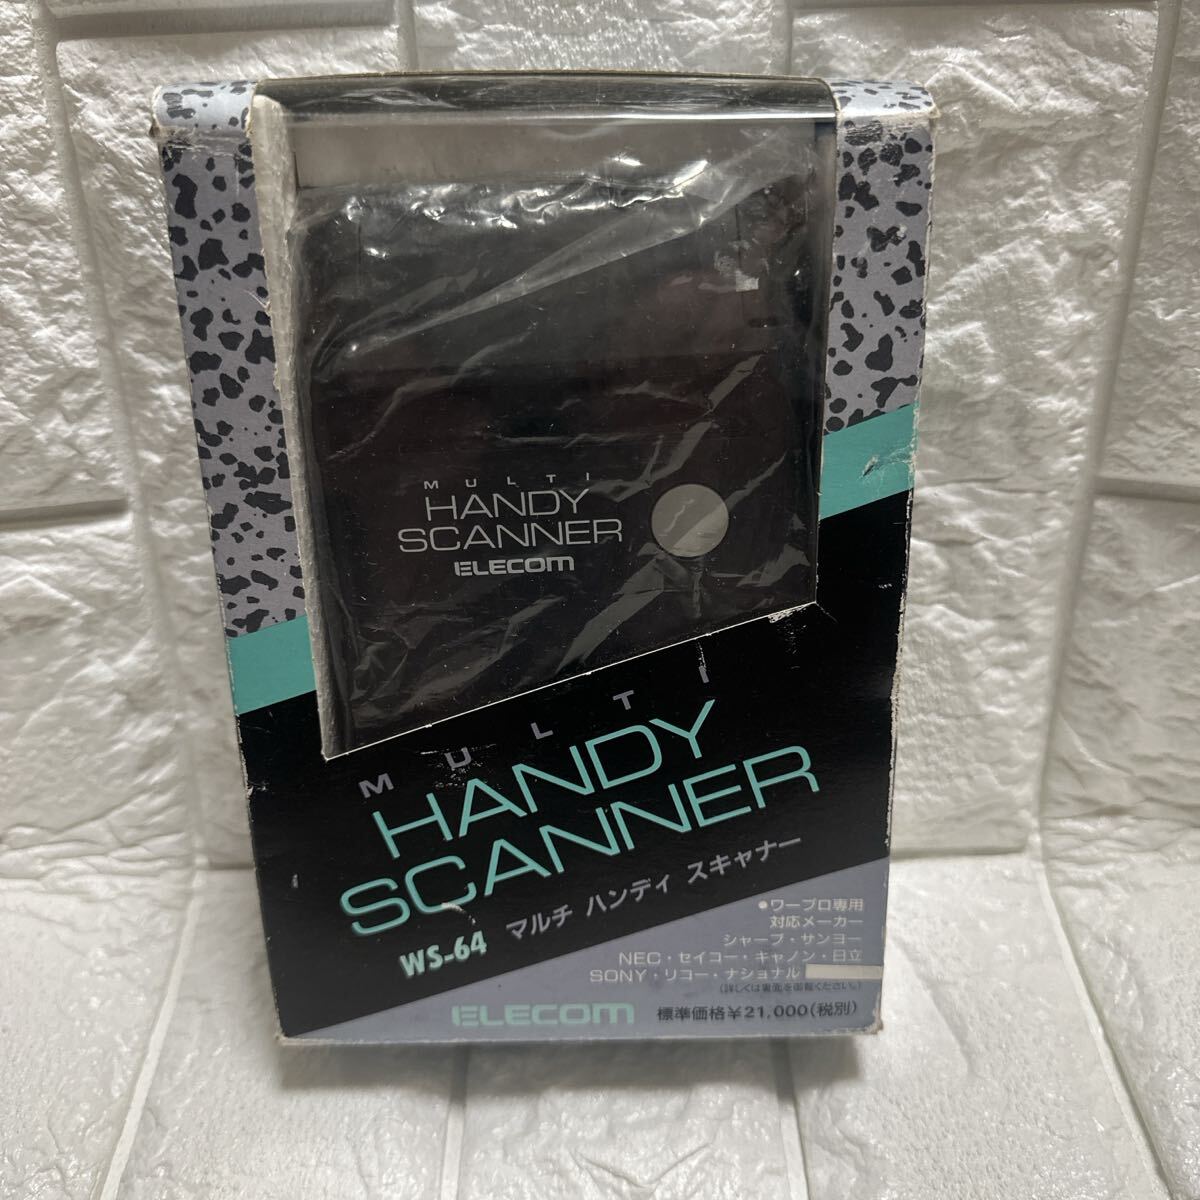 MULTI
HANDY
SCANNER
ELECOM
MULTI
HANDY
SCANNER
WS-64 マルチ ハンディ スキャナー
●ワープロ専用
対応メーカー
シャープ・サンヨー
NEC・セイコー・キャノン・日立
SONY・リコー・ナショナル
(詳しくは裏面を御覧ください。)
ELECOM 標準価格¥21,000(税別)